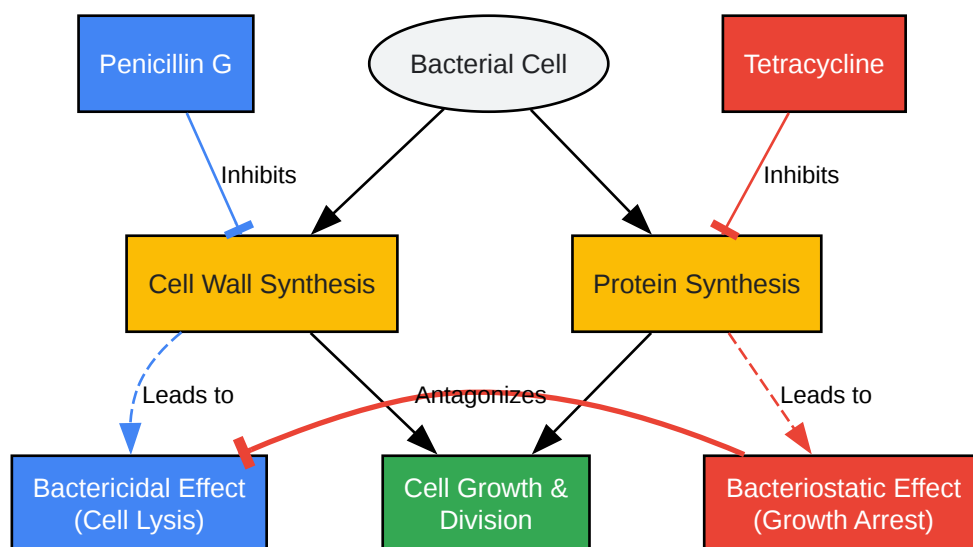 Penicillin G
Bacterial Cell
Tetracycline
Inhibits
Inhibits
Cell Wall Synthesis
Protein Synthesis
Leads to
Antagonizes
Leads to
Bactericidal Effect
(Cell Lysis)
Cell Growth &
Division
Bacteriostatic Effect
(Growth Arrest)